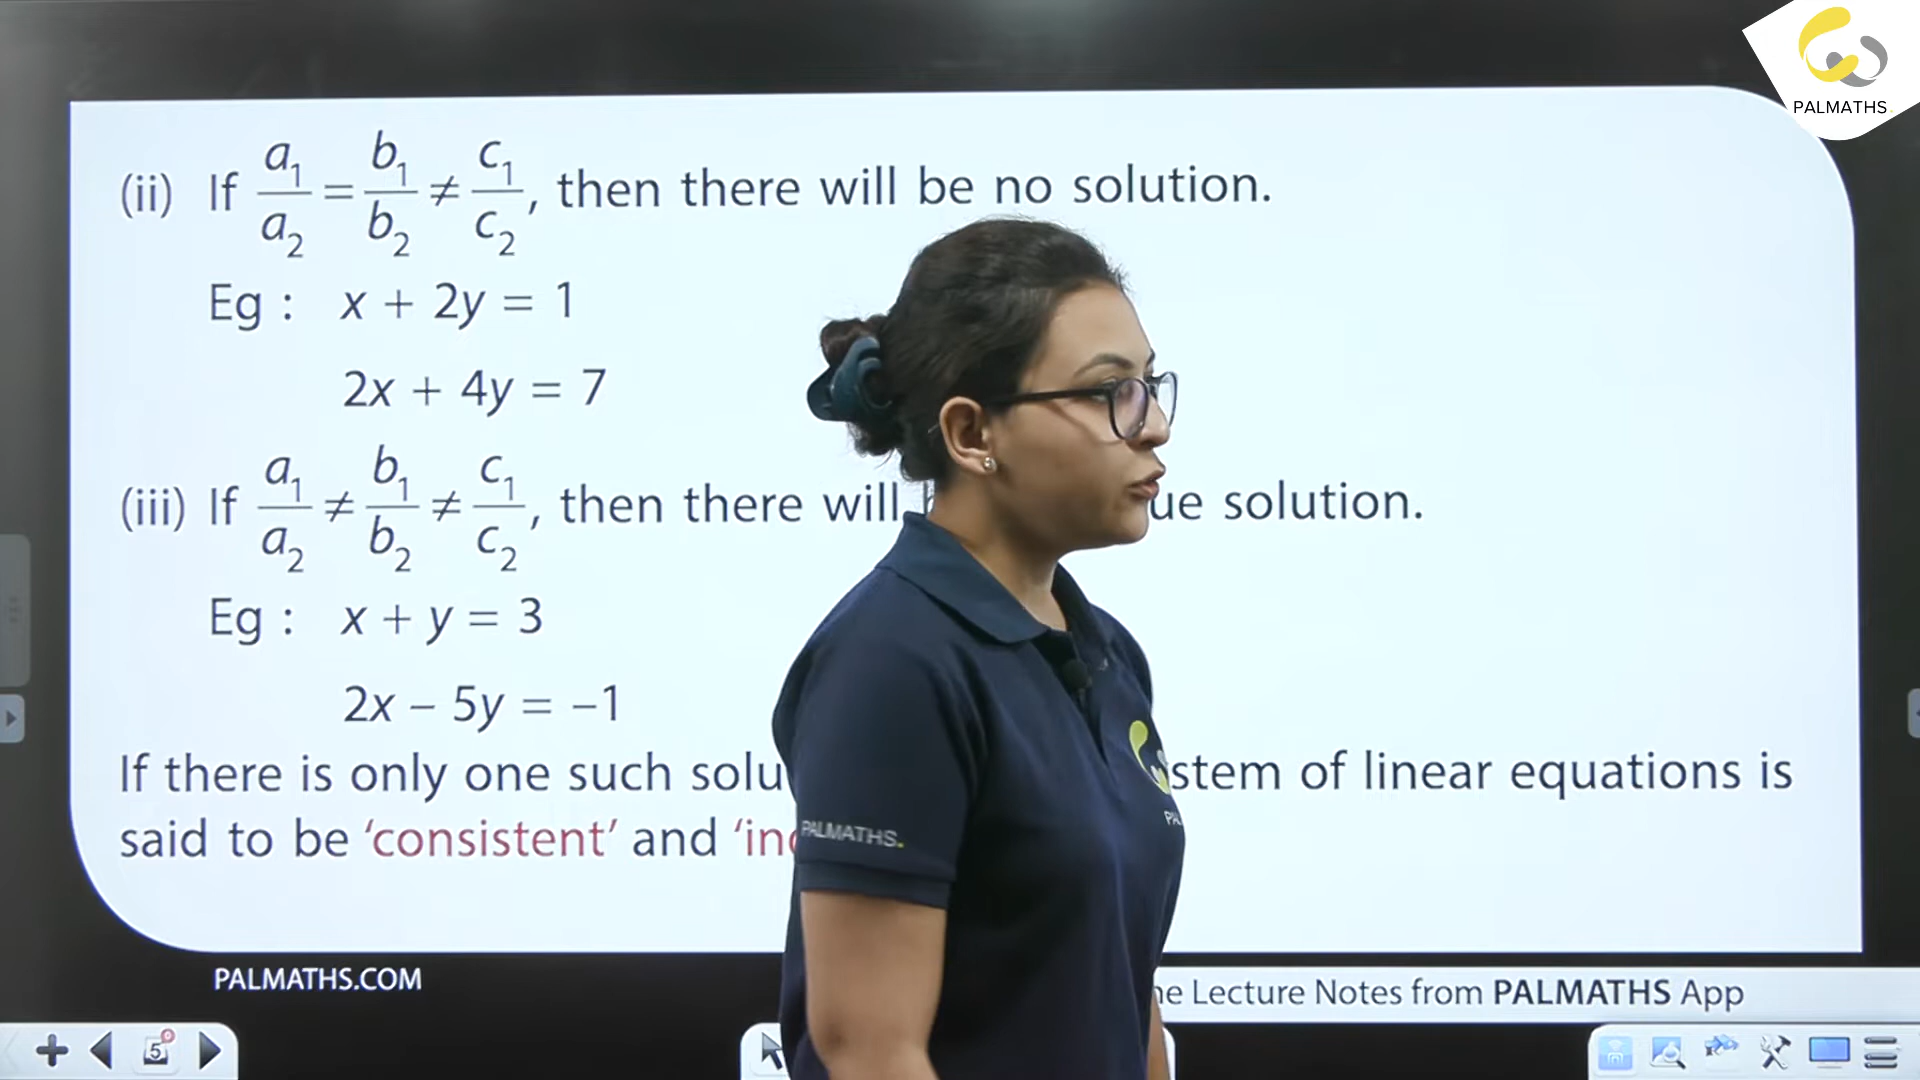 PALMATHS.
(ii) If a₁/a₂ = b₁/b₂ ≠ c₁/c₂, then there will be no solution.
Eg : x + 2y = 1
2x + 4y = 7
(iii) If a₁/a₂ ≠ b₁/b₂ ≠ c₁/c₂, then there will ue solution.
Eg : x + y = 3
2x – 5y = –1
If there is only one such solu stem of linear equations is
said to be ‘consistent’ and ‘in
PALMATHS.
PALMATHS.COM
Lecture Notes from PALMATHS App
5